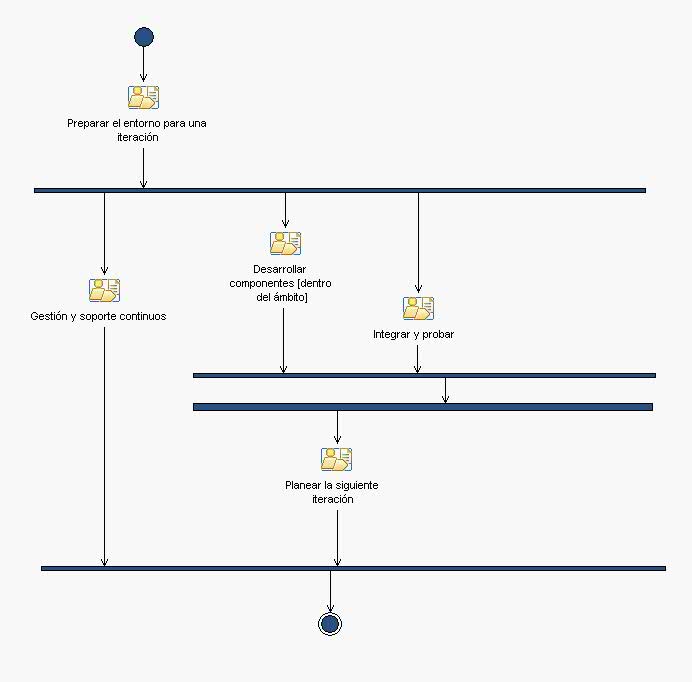 Preparar el entorno para una
iteración
Desarrollar
componentes [dentro
del ámbito]
Gestión y soporte continuos
Integrar y probar
Planear la siguiente
iteración